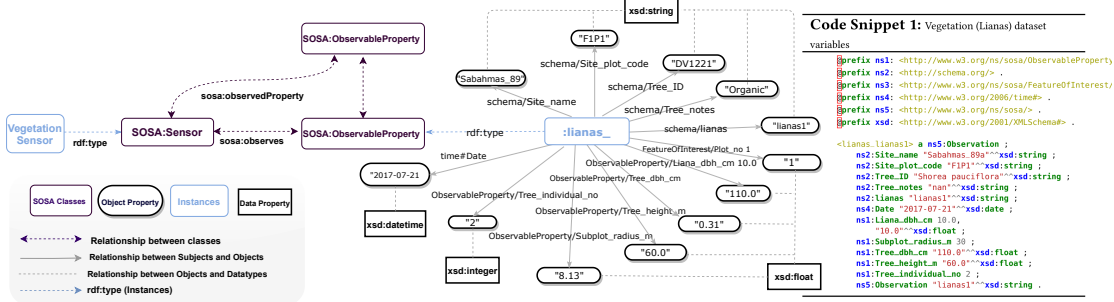 xsd:string
SOSA:ObservableProperty
"F1P1"
schema/Site_plot_code
"DV1221"
"Sabahmas_89"
schema/Tree_ID
"Organic"
sosa:observedProperty
schema/Site_name
schema/Tree_notes
Vegetation
Sensor
rdf:type
SOSA:Sensor
sosa:observes
SOSA:ObservableProperty
rdf:type
:lianas_
schema/lianas
"lianas1"
time#Date
FeatureOfInterest/Plot_no 1
"1"
ObservableProperty/Liana_dbh_cm 10.0
"2017-07-21
ObservableProperty/Tree_dbh_cm
"110.0"
ObservableProperty/Tree_individual_no
ObservableProperty/Tree_height_m
"0.31"
xsd:datetime
"2"
ObservableProperty/Subplot_radius_m
"60.0"
xsd:integer
"8.13"
xsd:float
SOSA Classes
Object Property
Instances
Data Property
Relationship between classes
Relationship between Subjects and Objects
Relationship between Objects and Datatypes
rdf:type (Instances)
Code Snippet 1: Vegetation (Lianas) dataset
variables
@prefix ns1: <http://www.w3.org/ns/sosa/ObservableProperty/
@prefix ns2: <http://schema.org/> .
@prefix ns3: <http://www.w3.org/ns/sosa/FeatureOfInterest/
@prefix ns4: <http://www.w3.org/2006/time#> .
@prefix ns5: <http://www.w3.org/ns/sosa/> .
@prefix xsd: <http://www.w3.org/2001/XMLSchema#> .
<lianas_lianas1> a ns5:Observation ;
ns2:Site_name "Sabahmas_89a"^^xsd:string ;
ns2:Site_plot_code "F1P1"^^xsd:string ;
ns2:Tree_ID "Shorea pauciflora"^^xsd:string ;
ns2:Tree_notes "nan"^^xsd:string ;
ns2:lianas "lianas1"^^xsd:string ;
ns4:Date "2017-07-21"^^xsd:date ;
ns1:Liana_dbh_cm 10.0,
"10.0"^^xsd:float ;
ns1:Subplot_radius_m 30 ;
ns1:Tree_dbh_cm "110.0"^^xsd:float ;
ns1:Tree_height_m "60.0"^^xsd:float ;
ns1:Tree_individual_no 2 ;
ns5:Observation "lianas1"^^xsd:string .